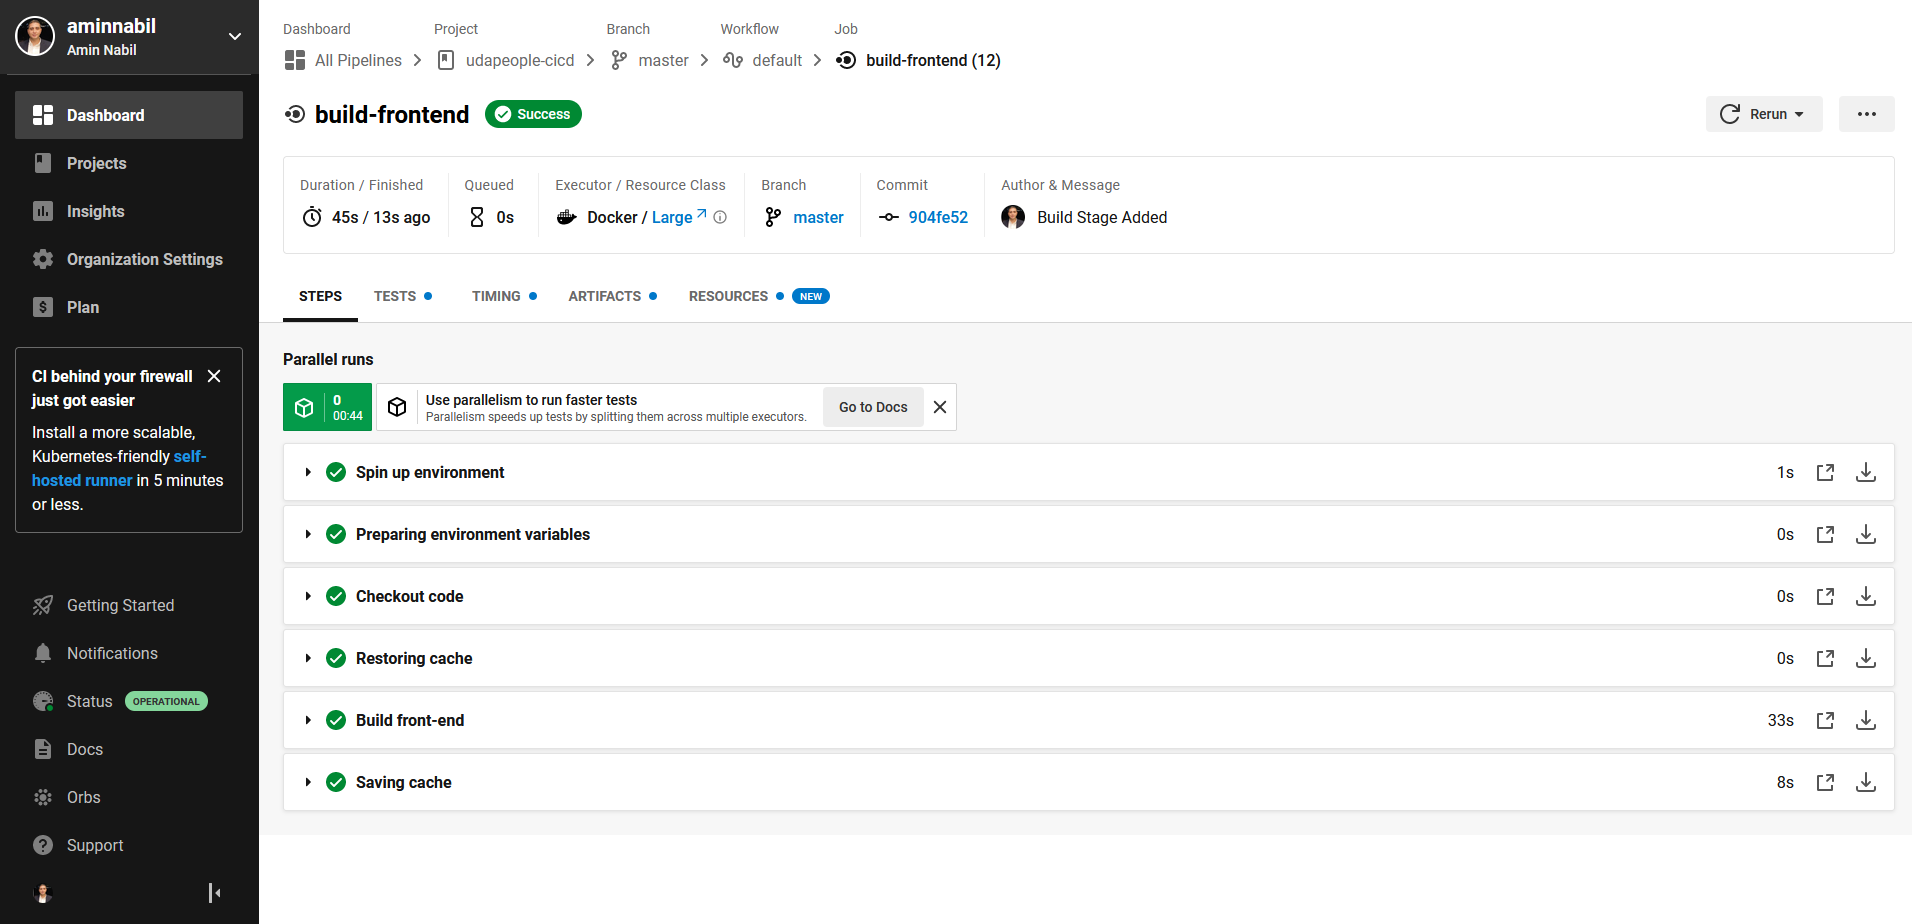 aminnabil
Amin Nabil
Dashboard
Projects
Insights
Organization Settings
Plan
CI behind your firewall
just got easier
Install a more scalable,
Kubernetes-friendly self-
hosted runner in 5 minutes
or less.
Getting Started
Notifications
Status OPERATIONAL
Docs
Orbs
Support
Dashboard Project Branch Workflow Job
All Pipelines udapeople-cicd master default build-frontend (12)
build-frontend Success
Rerun
Duration / Finished Queued Executor / Resource Class Branch Commit Author & Message
45s / 13s ago 0s Docker / Large master 904fe52 Build Stage Added
STEPS TESTS TIMING ARTIFACTS RESOURCES NEW
Parallel runs
0
00:44
Use parallelism to run faster tests
Parallelism speeds up tests by splitting them across multiple executors.
Go to Docs
Spin up environment 1s
Preparing environment variables 0s
Checkout code 0s
Restoring cache 0s
Build front-end 33s
Saving cache 8s